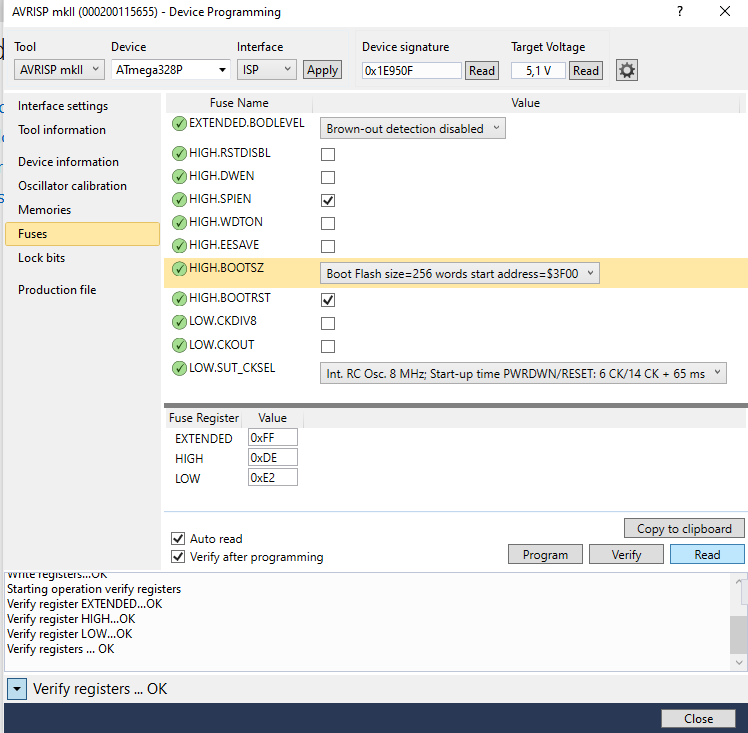 AVRISP mkII (000200115655) - Device Programming
Tool Device Interface Device signature Target Voltage
AVRISP mkII ATmega328P ISP Apply 0x1E950F Read 5,1 V Read
Interface settings
Tool information
Device information
Oscillator calibration
Memories
Fuses
Lock bits
Production file
Fuse Name Value
EXTENDED.BODLEVEL Brown-out detection disabled
HIGH.RSTDISBL
HIGH.DWEN
HIGH.SPIEN
HIGH.WDTON
HIGH.EESAVE
HIGH.BOOTSZ Boot Flash size=256 words start address=$3F00
HIGH.BOOTRST
LOW.CKDIV8
LOW.CKOUT
LOW.SUT_CKSEL Int. RC Osc. 8 MHz; Start-up time PWRDWN/RESET: 6 CK/14 CK + 65 ms
Fuse Register Value
EXTENDED 0xFF
HIGH 0xDE
LOW 0xE2
Copy to clipboard
Auto read
Verify after programming
Program Verify Read
Write registers...OK
Starting operation verify registers
Verify register EXTENDED...OK
Verify register HIGH...OK
Verify register LOW...OK
Verify registers ... OK
Verify registers ... OK
Close